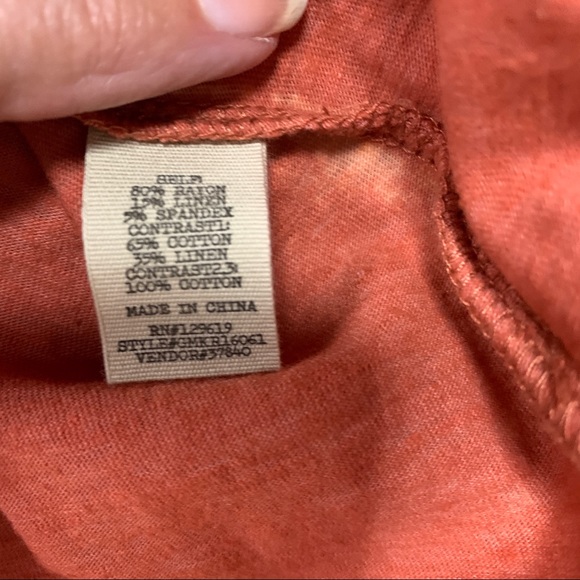 SELF:
80% RAYON
15% LINEN
5% SPANDEX
CONTRAST1:
65% COTTON
35% LINEN
CONTRAST2,3:
100% COTTON
MADE IN CHINA
RN#129619
STYLE#GMKR16061
VENDOR#37840